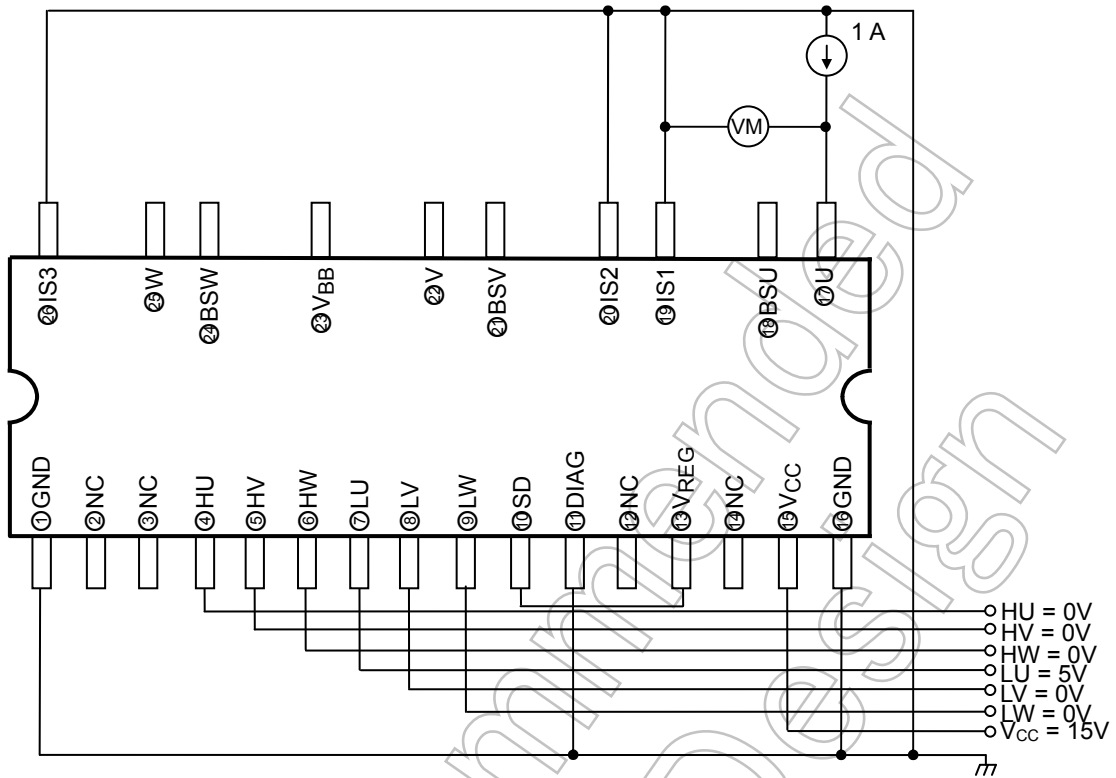 1 A
VM
26 IS3
25 W
24 BSW
23 VBB
22 V
21 BSV
20 IS2
19 IS1
18 BSU
17 U
1 GND
2 NC
3 NC
4 HU
5 HV
6 HW
7 LU
8 LV
9 LW
10 SD
11 DIAG
12 NC
13 VREG
14 NC
15 VCC
16 GND
HU = 0V
HV = 0V
HW = 0V
LU = 5V
LV = 0V
LW = 0V
VCC = 15V
mmended
Design